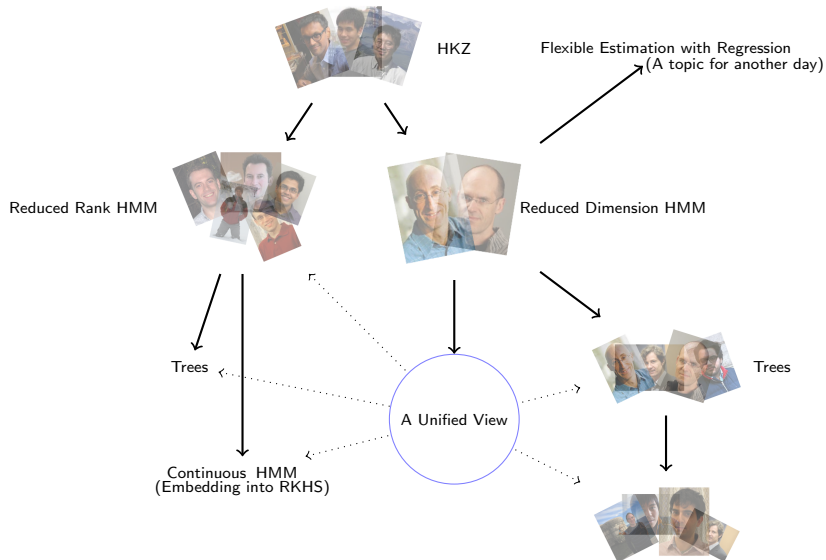 HKZ
Flexible Estimation with Regression
(A topic for another day)
Reduced Rank HMM
Reduced Dimension HMM
Trees
Trees
A Unified View
Continuous HMM
(Embedding into RKHS)